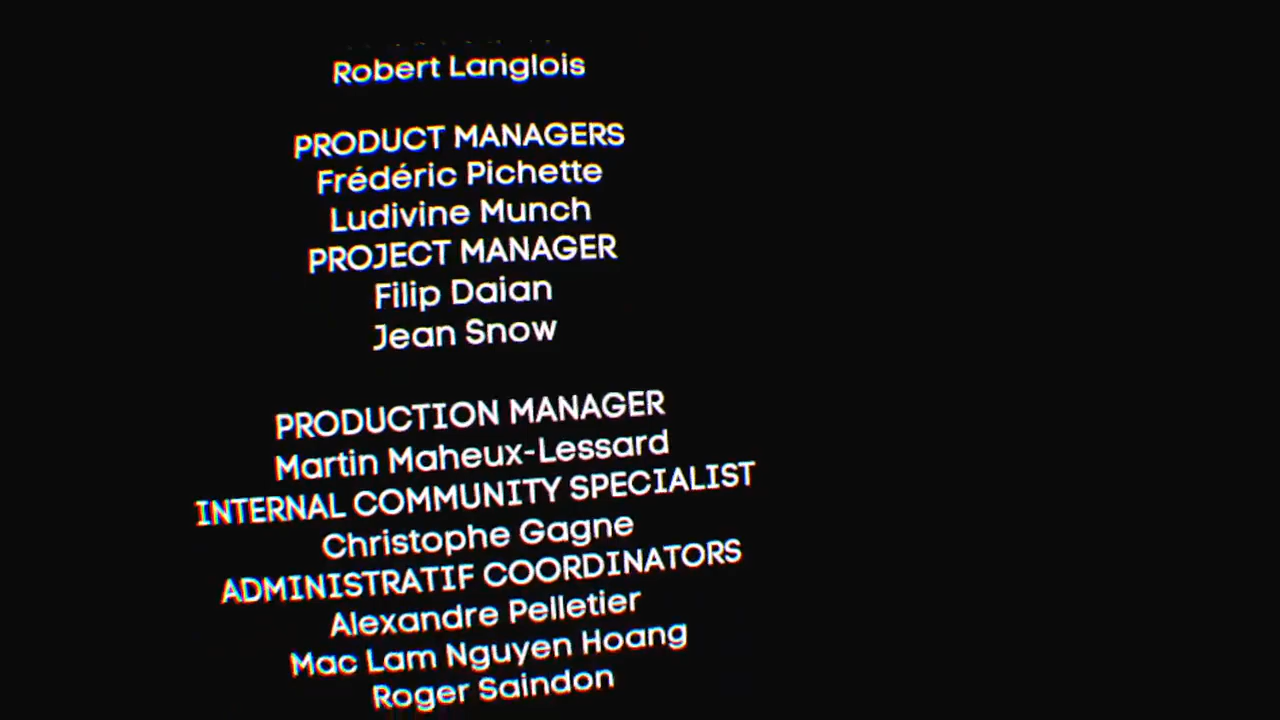 Robert Langlois
PRODUCT MANAGERS
Frédéric Pichette
Ludivine Munch
PROJECT MANAGER
Filip Daian
Jean Snow
PRODUCTION MANAGER
Martin Maheux-Lessard
INTERNAL COMMUNITY SPECIALIST
Christophe Gagne
ADMINISTRATIF COORDINATORS
Alexandre Pelletier
Mac Lam Nguyen Hoang
Roger Saindon